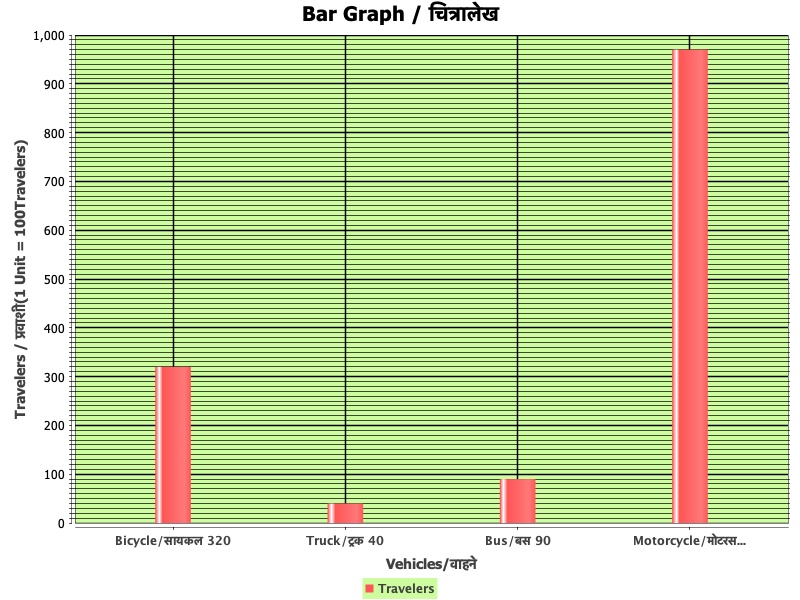 Bar Graph / चित्रालेख
Travelers / प्रवाशी(1 Unit = 100Travelers)
1,000
900
800
700
600
500
400
300
200
100
0
Bicycle/सायकल 320 Truck/ट्रक 40 Bus/बस 90 Motorcycle/मोटरस...
Vehicles/वाहने
Travelers